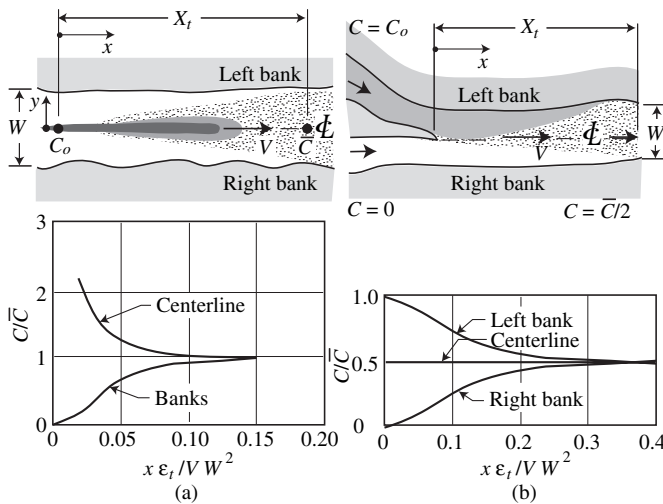 X_t
x
Left bank
y
W
C_o
V
C̄
℄
Right bank
C = C_o
X_t
x
Left bank
V
℄
W
Right bank
C = 0
C = C̄/2
3
2
1
0
C/C̄
Centerline
Banks
0
0.05
0.10
0.15
0.20
x ε_t /V W²
(a)
1.0
0.5
0
C/C̄
Left bank
Centerline
Right bank
0
0.1
0.2
0.3
0.4
x ε_t /V W²
(b)